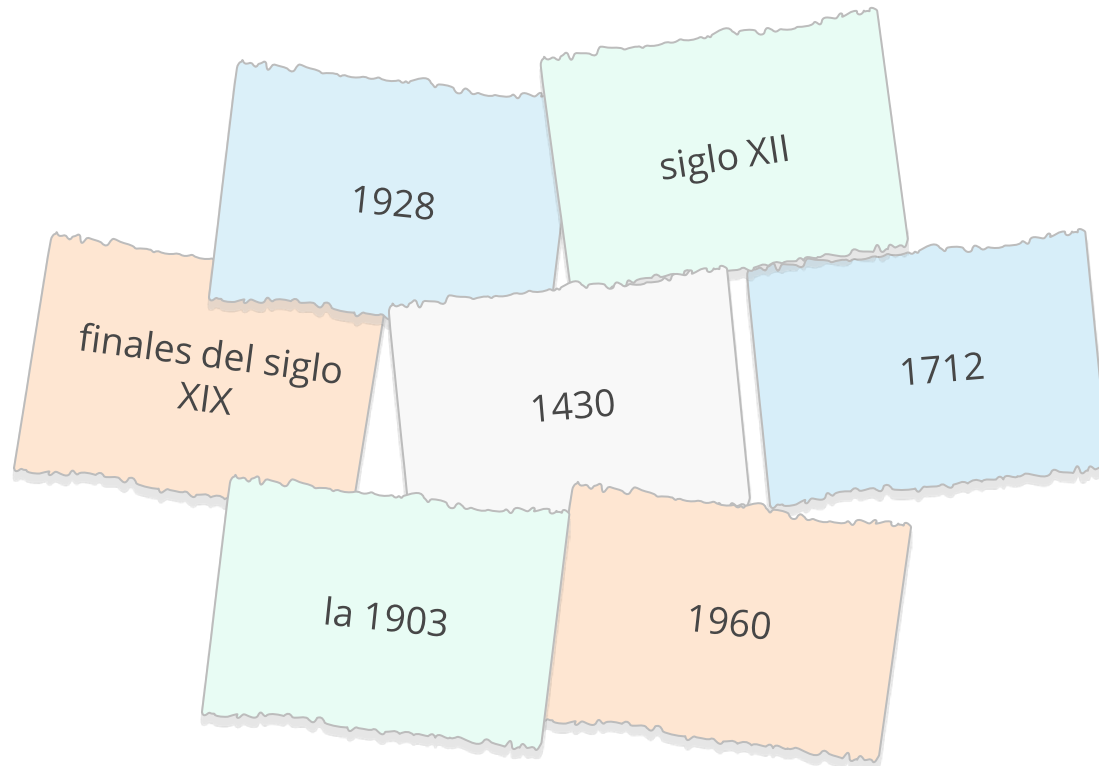 siglo XII
1928
finales del siglo
XIX
1430
1712
la 1903
1960